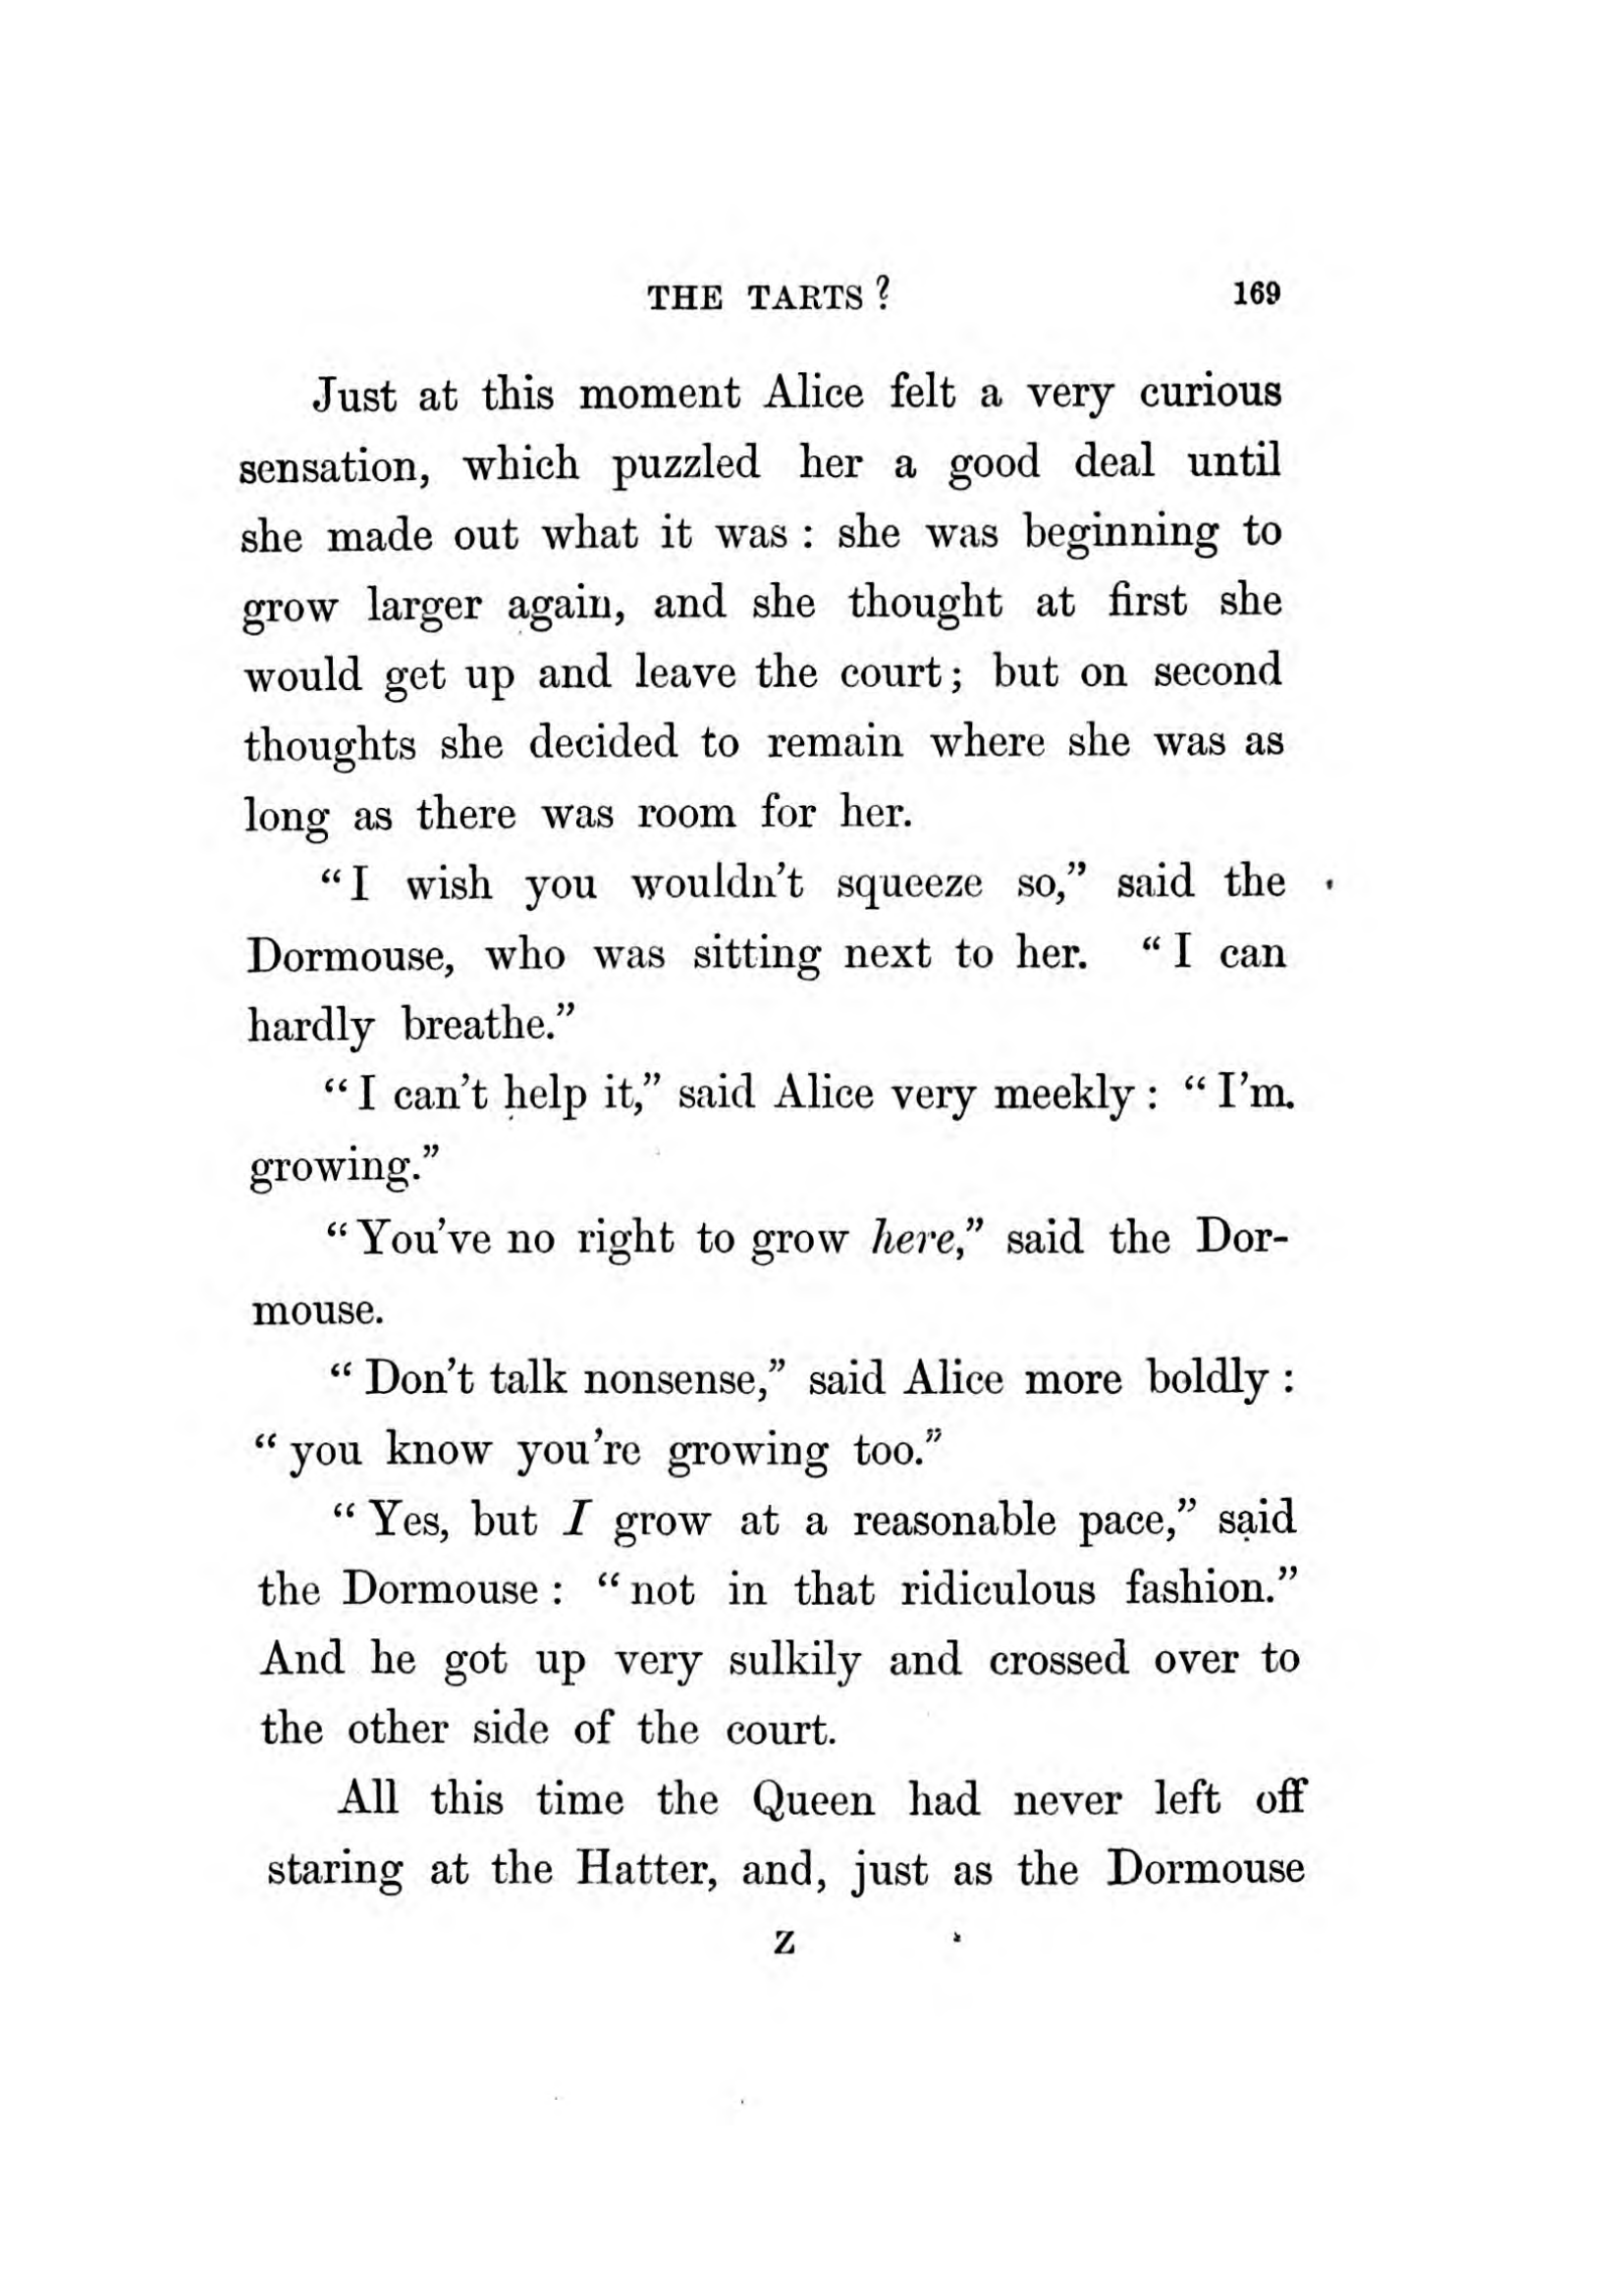 THE TARTS ? 169
Just at this moment Alice felt a very curious
sensation, which puzzled her a good deal until
she made out what it was : she was beginning to
grow larger again, and she thought at first she
would get up and leave the court ; but on second
thoughts she decided to remain where she was as
long as there was room for her.
“ I wish you wouldn’t squeeze so,” said the
Dormouse, who was sitting next to her. “ I can
hardly breathe.”
“ I can’t help it,” said Alice very meekly : “ I’m.
growing.”
“ You’ve no right to grow here,” said the Dor-
mouse.
“ Don’t talk nonsense,” said Alice more boldly :
“ you know you’re growing too.”
“ Yes, but I grow at a reasonable pace,” said
the Dormouse : “ not in that ridiculous fashion.”
And he got up very sulkily and crossed over to
the other side of the court.
All this time the Queen had never left off
staring at the Hatter, and, just as the Dormouse
Z